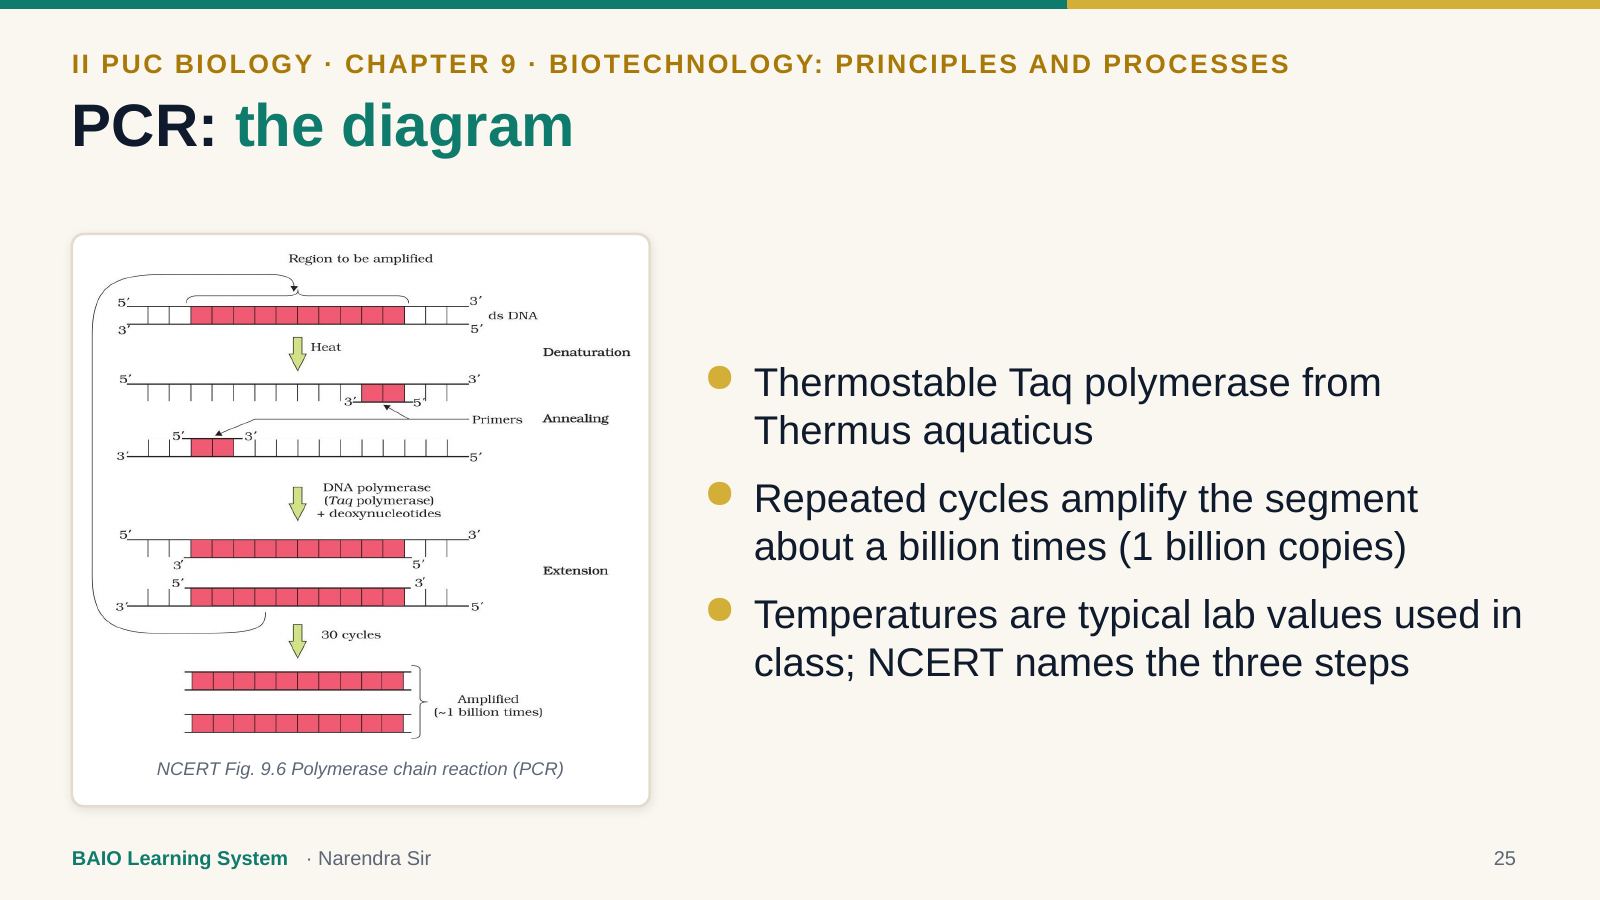 II PUC BIOLOGY · CHAPTER 9 · BIOTECHNOLOGY: PRINCIPLES AND PROCESSES
PCR: the diagram
Region to be amplified
5′ 3′
ds DNA
3′ 5′
Heat
Denaturation
5′ 3′
3′ 5′
Primers Annealing
5′ 3′
3′ 5′
DNA polymerase
(Taq polymerase)
+ deoxynucleotides
5′ 3′
3′ 5′
Extension
5′ 3′
3′ 5′
30 cycles
Amplified
(~1 billion times)
NCERT Fig. 9.6 Polymerase chain reaction (PCR)
Thermostable Taq polymerase from
Thermus aquaticus
Repeated cycles amplify the segment
about a billion times (1 billion copies)
Temperatures are typical lab values used in
class; NCERT names the three steps
BAIO Learning System · Narendra Sir
25